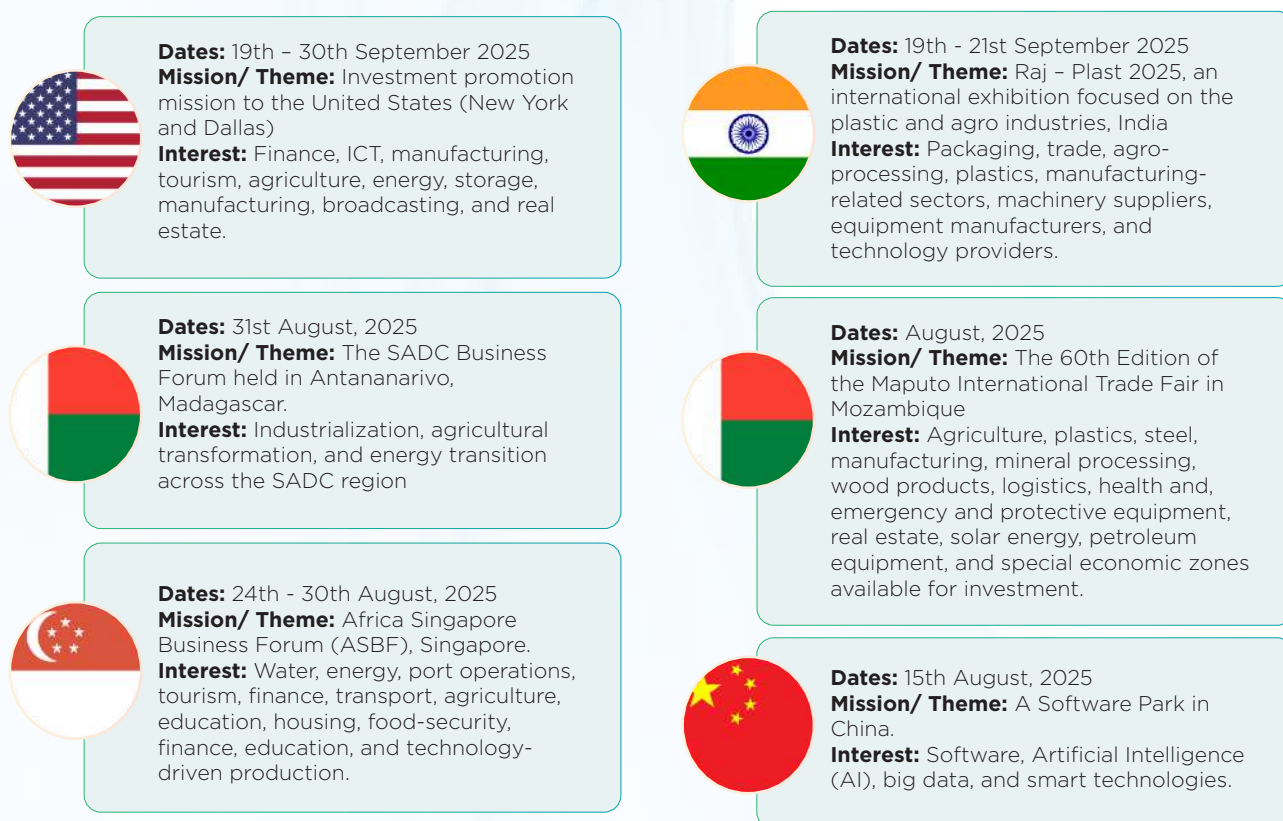 Dates: 19th – 30th September 2025
Mission/ Theme: Investment promotion
mission to the United States (New York
and Dallas)
Interest: Finance, ICT, manufacturing,
tourism, agriculture, energy, storage,
manufacturing, broadcasting, and real
estate.
Dates: 31st August, 2025
Mission/ Theme: The SADC Business
Forum held in Antananarivo,
Madagascar.
Interest: Industrialization, agricultural
transformation, and energy transition
across the SADC region
Dates: 24th - 30th August, 2025
Mission/ Theme: Africa Singapore
Business Forum (ASBF), Singapore.
Interest: Water, energy, port operations,
tourism, finance, transport, agriculture,
education, housing, food-security,
finance, education, and technology-
driven production.
Dates: 19th - 21st September 2025
Mission/ Theme: Raj – Plast 2025, an
international exhibition focused on the
plastic and agro industries, India
Interest: Packaging, trade, agro-
processing, plastics, manufacturing-
related sectors, machinery suppliers,
equipment manufacturers, and
technology providers.
Dates: August, 2025
Mission/ Theme: The 60th Edition of
the Maputo International Trade Fair in
Mozambique
Interest: Agriculture, plastics, steel,
manufacturing, mineral processing,
wood products, logistics, health and,
emergency and protective equipment,
real estate, solar energy, petroleum
equipment, and special economic zones
available for investment.
Dates: 15th August, 2025
Mission/ Theme: A Software Park in
China.
Interest: Software, Artificial Intelligence
(AI), big data, and smart technologies.